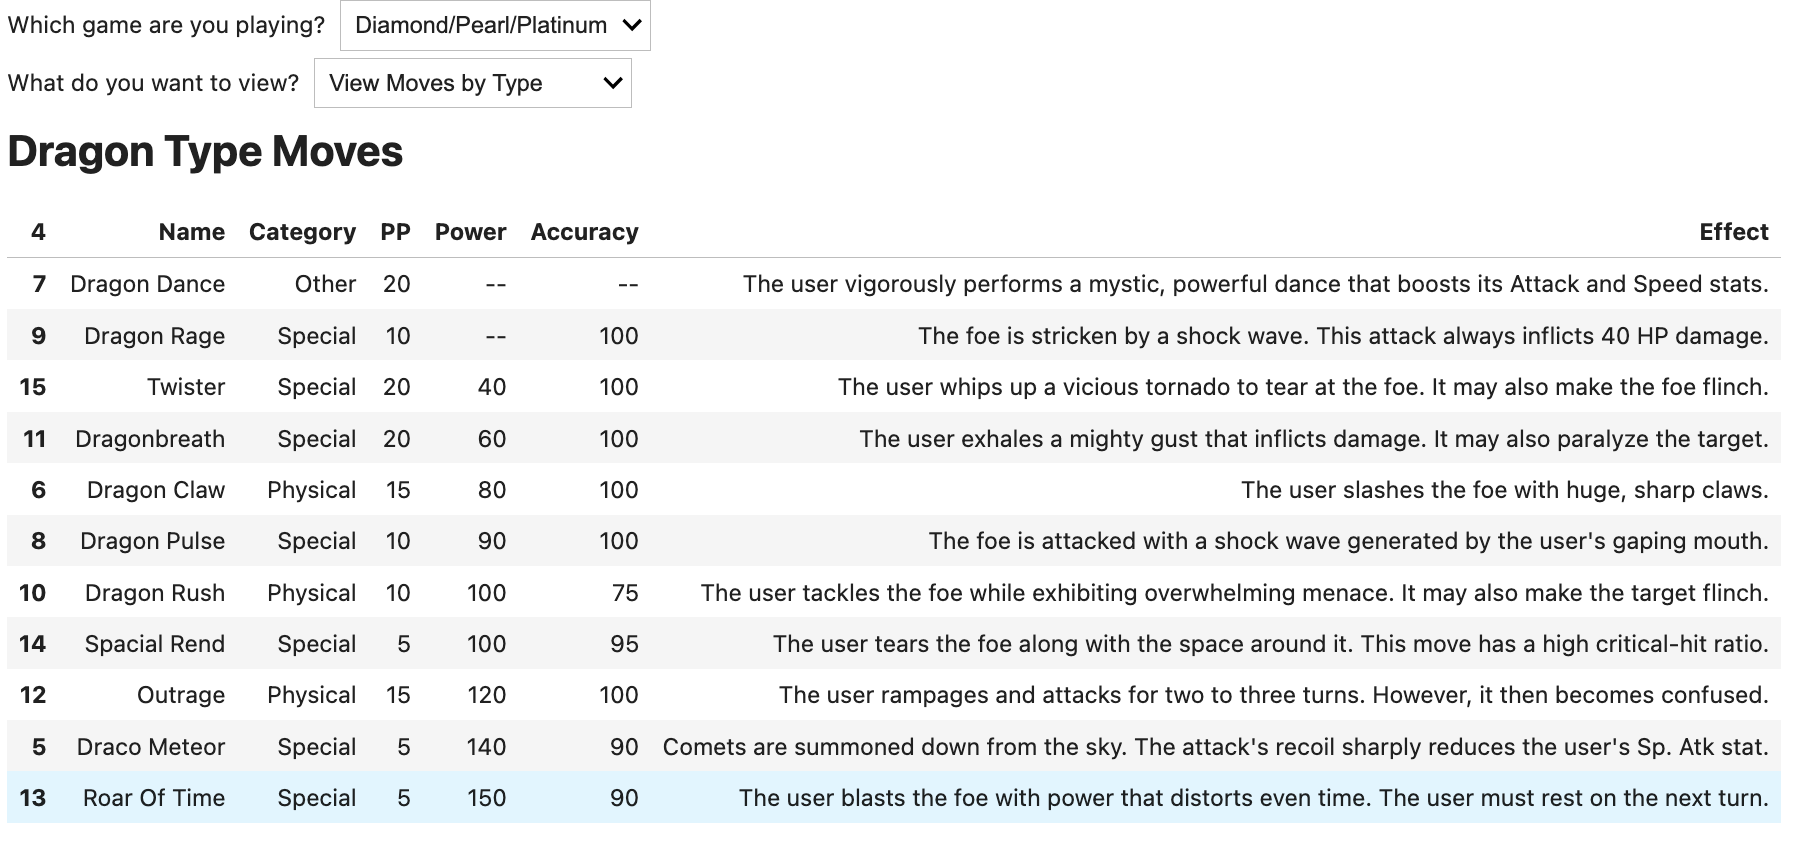 Which game are you playing? Diamond/Pearl/Platinum
What do you want to view? View Moves by Type
Dragon Type Moves
4 Name Category PP Power Accuracy Effect
7 Dragon Dance Other 20 -- -- The user vigorously performs a mystic, powerful dance that boosts its Attack and Speed stats.
9 Dragon Rage Special 10 -- 100 The foe is stricken by a shock wave. This attack always inflicts 40 HP damage.
15 Twister Special 20 40 100 The user whips up a vicious tornado to tear at the foe. It may also make the foe flinch.
11 Dragonbreath Special 20 60 100 The user exhales a mighty gust that inflicts damage. It may also paralyze the target.
6 Dragon Claw Physical 15 80 100 The user slashes the foe with huge, sharp claws.
8 Dragon Pulse Special 10 90 100 The foe is attacked with a shock wave generated by the user's gaping mouth.
10 Dragon Rush Physical 10 100 75 The user tackles the foe while exhibiting overwhelming menace. It may also make the target flinch.
14 Spacial Rend Special 5 100 95 The user tears the foe along with the space around it. This move has a high critical-hit ratio.
12 Outrage Physical 15 120 100 The user rampages and attacks for two to three turns. However, it then becomes confused.
5 Draco Meteor Special 5 140 90 Comets are summoned down from the sky. The attack's recoil sharply reduces the user's Sp. Atk stat.
13 Roar Of Time Special 5 150 90 The user blasts the foe with power that distorts even time. The user must rest on the next turn.